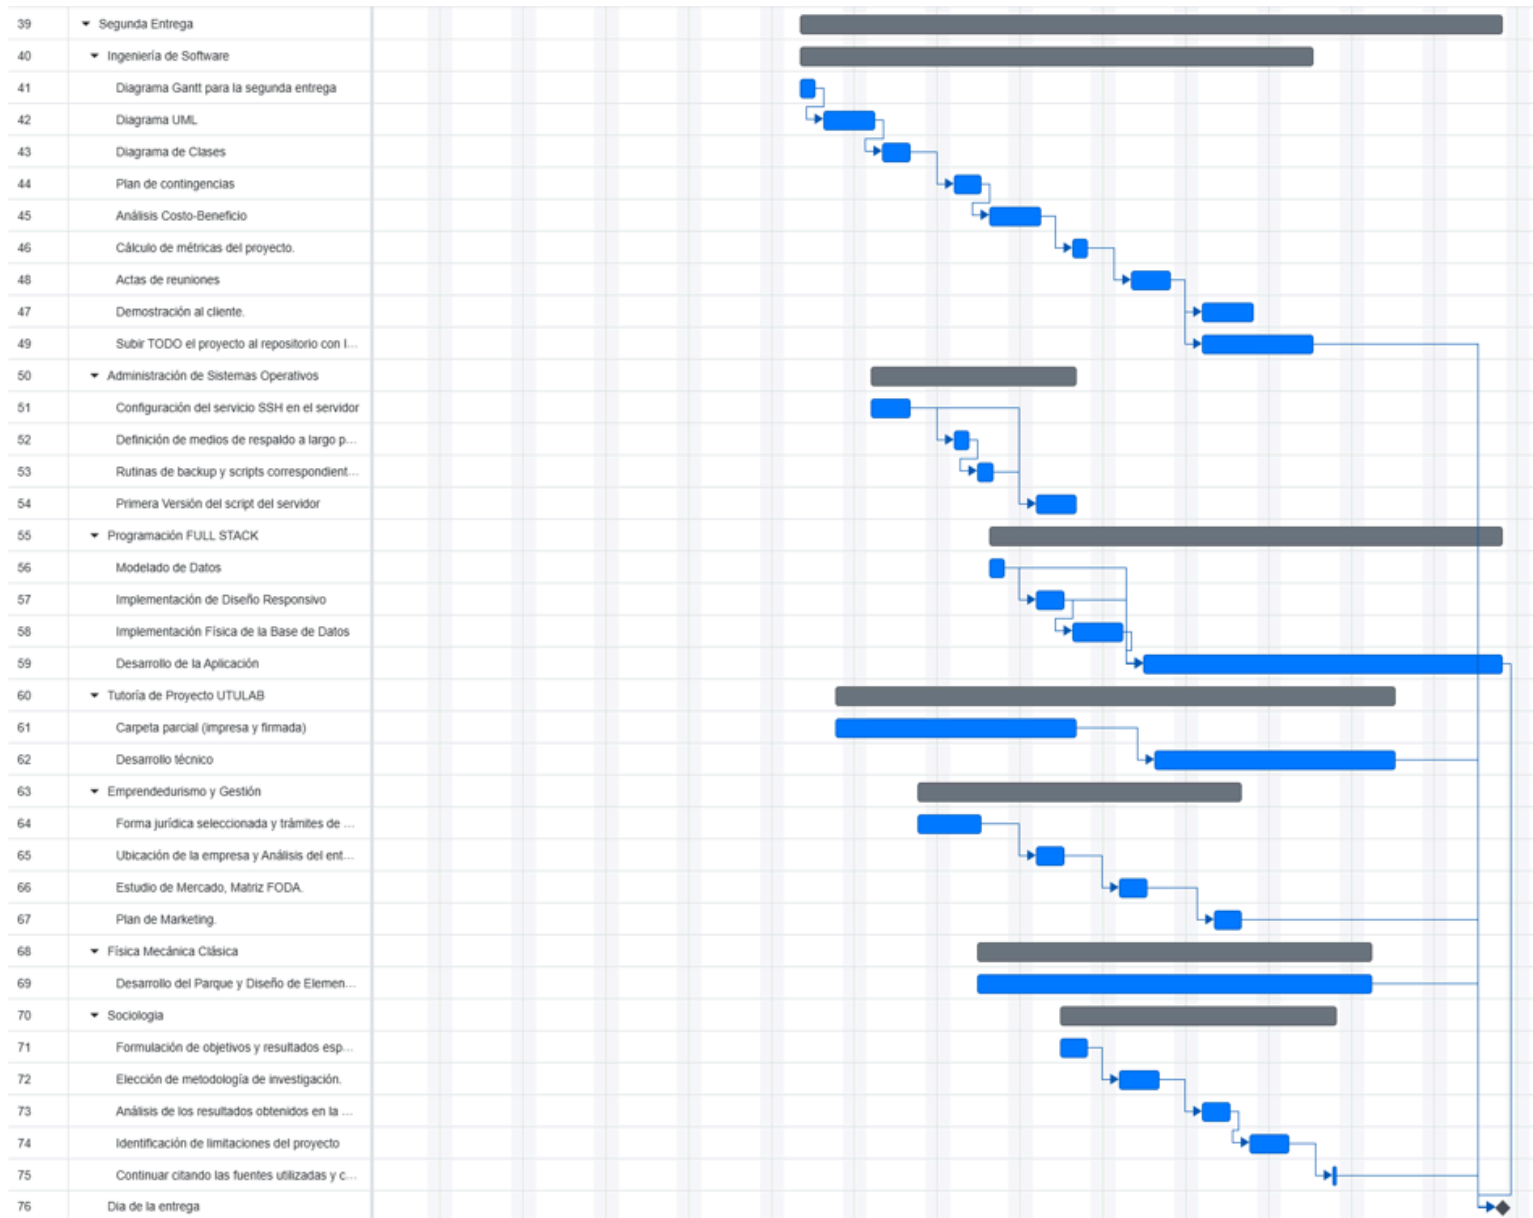 39 Segunda Entrega
40 Ingeniería de Software
41 Diagrama Gantt para la segunda entrega
42 Diagrama UML
43 Diagrama de Clases
44 Plan de contingencias
45 Análisis Costo-Beneficio
46 Cálculo de métricas del proyecto.
48 Actas de reuniones
47 Demostración al cliente.
49 Subir TODO el proyecto al repositorio con l...
50 Administración de Sistemas Operativos
51 Configuración del servicio SSH en el servidor
52 Definición de medios de respaldo a largo p...
53 Rutinas de backup y scripts correspondient...
54 Primera Versión del script del servidor
55 Programación FULL STACK
56 Modelado de Datos
57 Implementación de Diseño Responsivo
58 Implementación Física de la Base de Datos
59 Desarrollo de la Aplicación
60 Tutoría de Proyecto UTULAB
61 Carpeta parcial (impresa y firmada)
62 Desarrollo técnico
63 Emprendedurismo y Gestión
64 Forma jurídica seleccionada y trámites de ...
65 Ubicación de la empresa y Análisis del ent...
66 Estudio de Mercado, Matriz FODA.
67 Plan de Marketing.
68 Física Mecánica Clásica
69 Desarrollo del Parque y Diseño de Elemen...
70 Sociologia
71 Formulación de objetivos y resultados esp...
72 Elección de metodología de investigación.
73 Análisis de los resultados obtenidos en la ...
74 Identificación de limitaciones del proyecto
75 Continuar citando las fuentes utilizadas y c...
76 Dia de la entrega